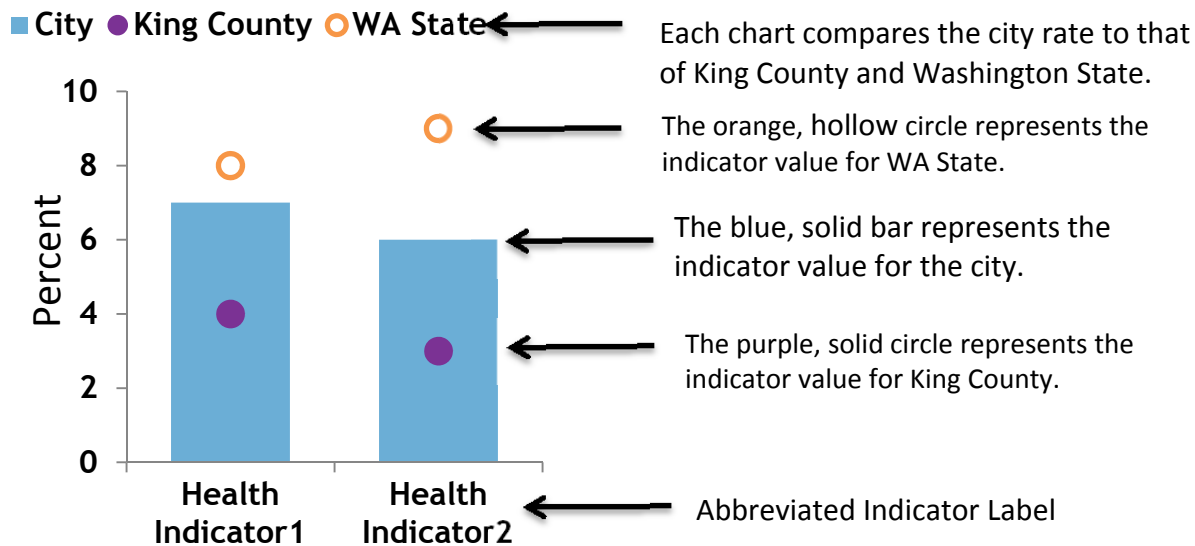 City King County WA State
Each chart compares the city rate to that
of King County and Washington State.
10
8
6
4
2
0
Percent
The orange, hollow circle represents the
indicator value for WA State.
The blue, solid bar represents the
indicator value for the city.
The purple, solid circle represents the
indicator value for King County.
Health
Indicator1
Health
Indicator2
Abbreviated Indicator Label